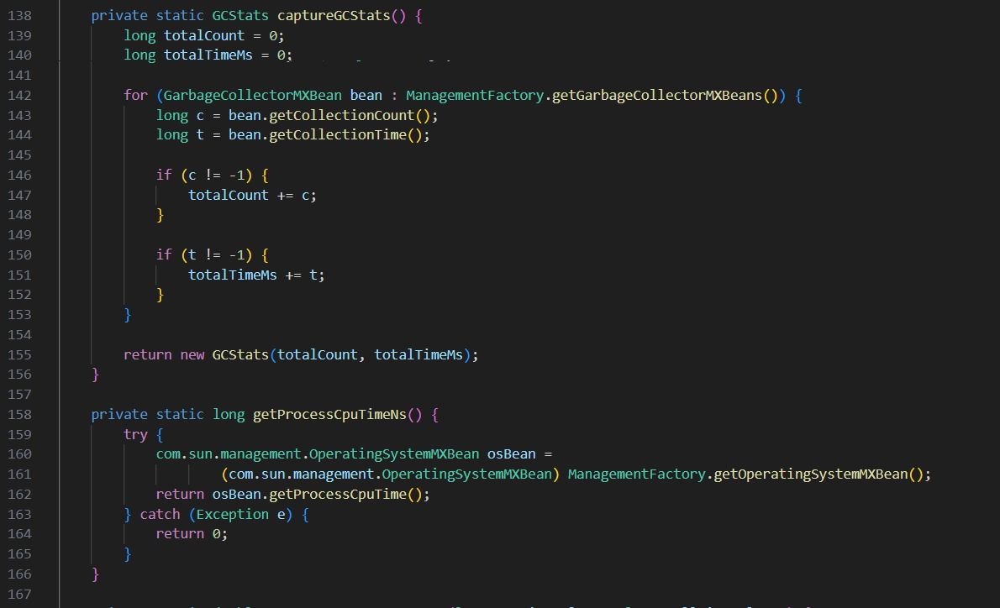 138    private static GCStats captureGCStats() {
139        long totalCount = 0;
140        long totalTimeMs = 0;
141
142        for (GarbageCollectorMXBean bean : ManagementFactory.getGarbageCollectorMXBeans()) {
143            long c = bean.getCollectionCount();
144            long t = bean.getCollectionTime();
145
146            if (c != -1) {
147                totalCount += c;
148            }
149
150            if (t != -1) {
151                totalTimeMs += t;
152            }
153        }
154
155        return new GCStats(totalCount, totalTimeMs);
156    }
157
158    private static long getProcessCpuTimeNs() {
159        try {
160            com.sun.management.OperatingSystemMXBean osBean =
161                    (com.sun.management.OperatingSystemMXBean) ManagementFactory.getOperatingSystemMXBean();
162            return osBean.getProcessCpuTime();
163        } catch (Exception e) {
164            return 0;
165        }
166    }
167